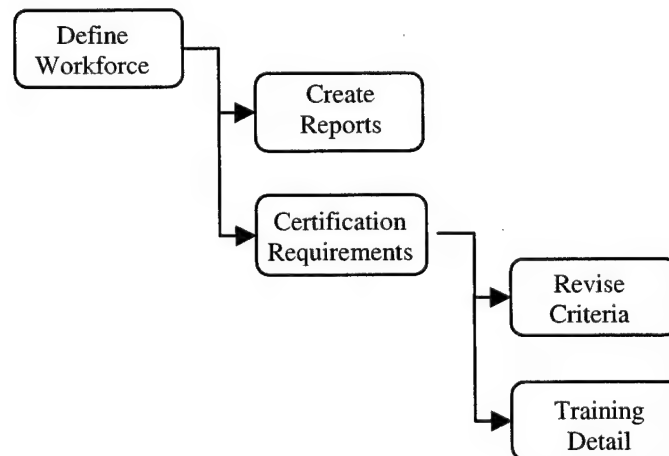 Define
Workforce
Create
Reports
Certification
Requirements
Revise
Criteria
Training
Detail